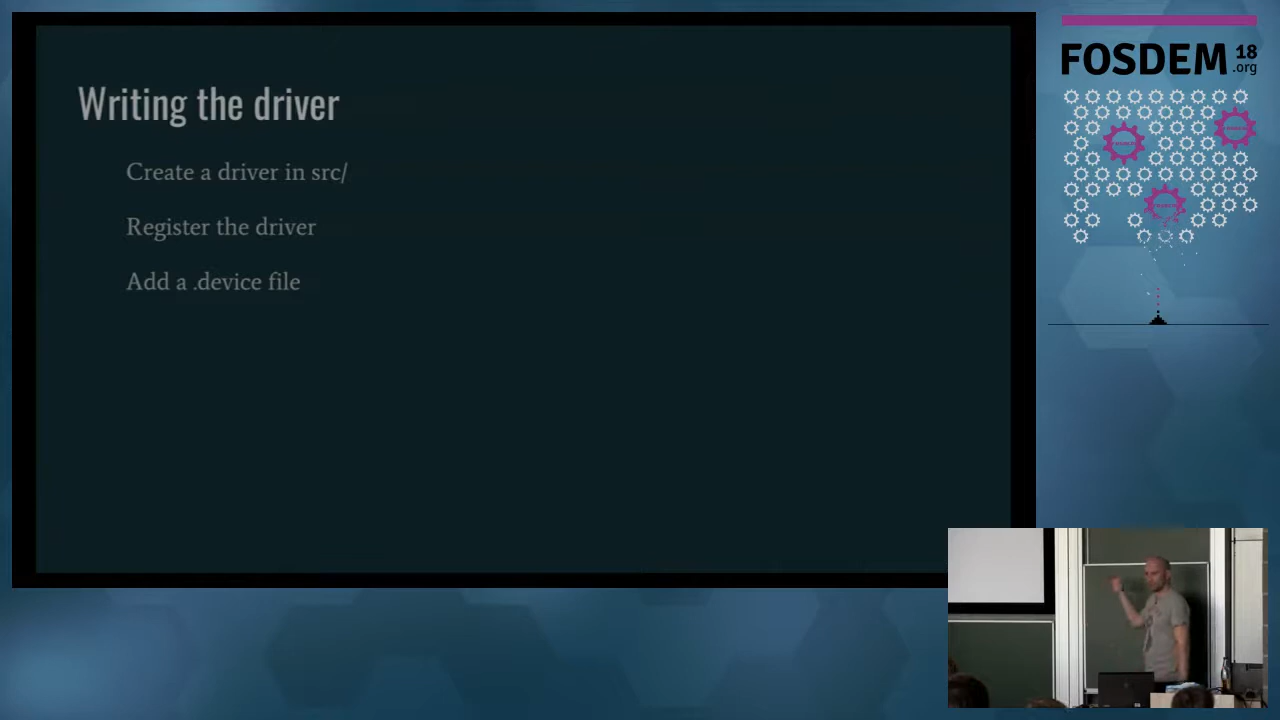 Writing the driver
Create a driver in src/
Register the driver
Add a .device file
FOSDEM 18
.org